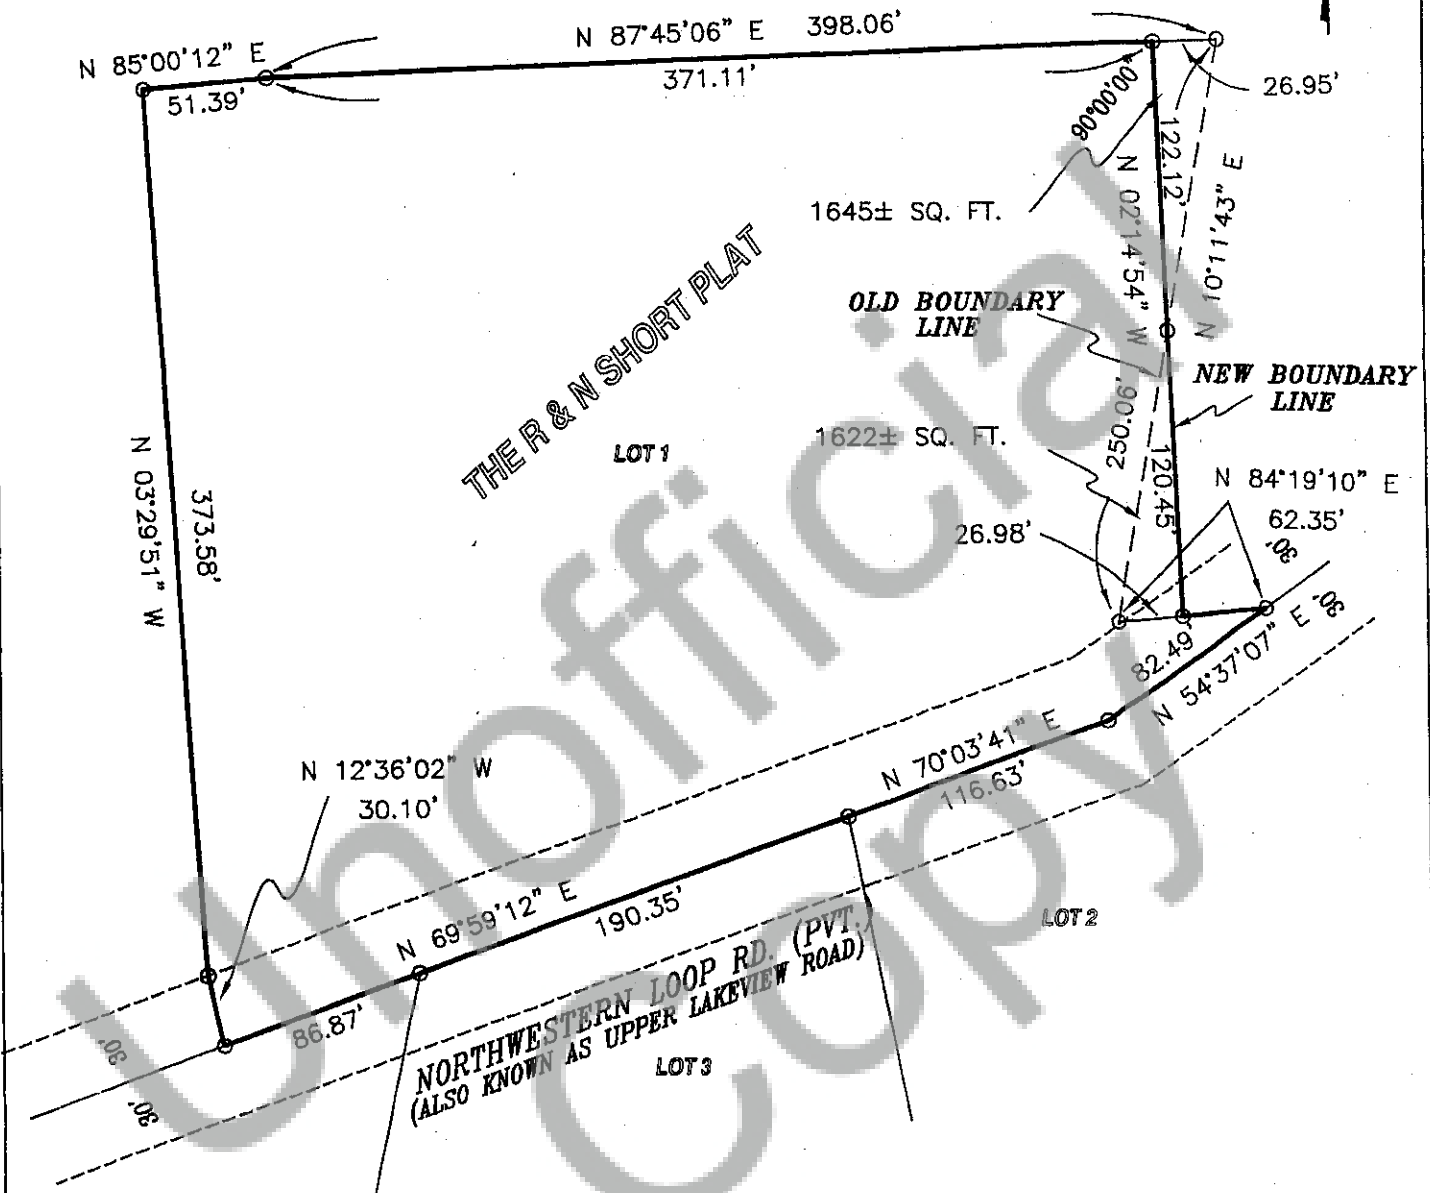 N 87°45'06" E 398.06'
N 85°00'12" E
371.11'
51.39'
26.95'
90°00'00"
122.12'
N 02°14'54" W
N 10°11'43" E
1645± SQ. FT.
THE R & N SHORT PLAT
OLD BOUNDARY
LINE
NEW BOUNDARY
LINE
250.06'
1622± SQ. FT.
LOT 1
120.45'
N 84°19'10" E
62.35'
N 03°29'51" W
373.58'
26.98'
30'
30'
82.49'
N 54°37'07" E
N 70°03'41" E
116.63'
N 12°36'02" W
30.10'
N 69°59'12" E
190.35'
LOT 2
86.87'
NORTHWESTERN LOOP RD. (PVT.)
(ALSO KNOWN AS UPPER LAKEVIEW ROAD)
30'
30'
LOT 3
Unofficial
Copy